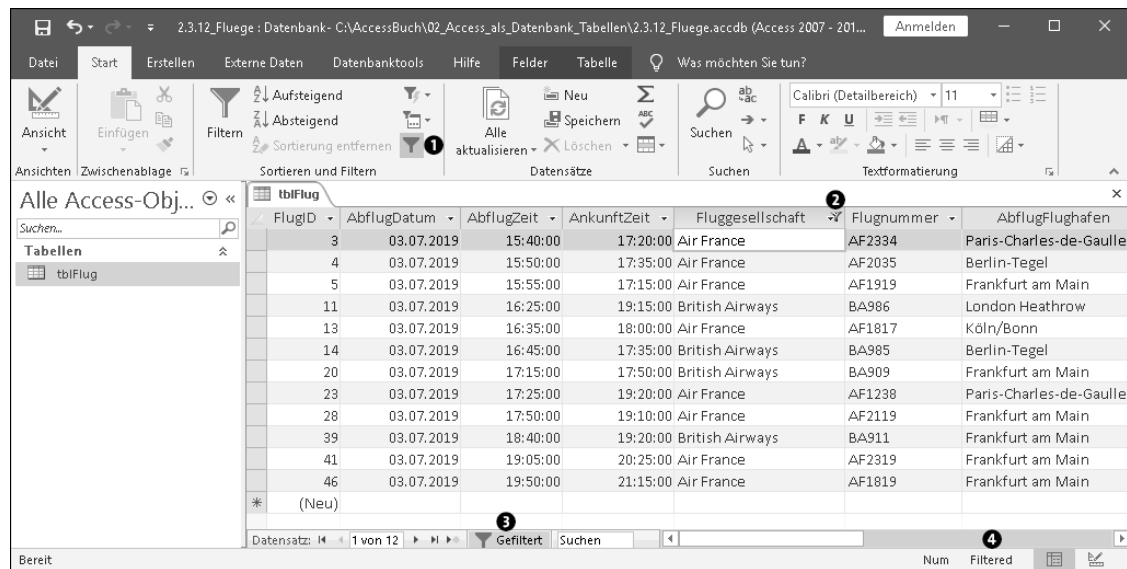 2.3.12_Fluege : Datenbank- C:\AccessBuch\02_Access_als_Datenbank_Tabellen\2.3.12_Fluege.accdb (Access 2007 - 201... Anmelden
Datei Start Erstellen Externe Daten Datenbanktools Hilfe Felder Tabelle Was möchten Sie tun?
Ansicht
Ansichten
Einfügen
Zwischenablage
Filtern
Aufsteigend
Absteigend
Sortierung entfernen
1
Sortieren und Filtern
Alle aktualisieren
Neu
Speichern
Löschen
Datensätze
Suchen
Suchen
Calibri (Detailbereich) 11
F K U
Textformatierung
Alle Access-Obj...
Suchen...
Tabellen
tblFlug
tblFlug
2
FlugID AbflugDatum AbflugZeit AnkunftZeit Fluggesellschaft Flugnummer AbflugFlughafen
3 03.07.2019 15:40:00 17:20:00 Air France AF2334 Paris-Charles-de-Gaulle
4 03.07.2019 15:50:00 17:35:00 Air France AF2035 Berlin-Tegel
5 03.07.2019 15:55:00 17:15:00 Air France AF1919 Frankfurt am Main
11 03.07.2019 16:25:00 19:15:00 British Airways BA986 London Heathrow
13 03.07.2019 16:35:00 18:00:00 Air France AF1817 Köln/Bonn
14 03.07.2019 16:45:00 17:35:00 British Airways BA985 Berlin-Tegel
20 03.07.2019 17:15:00 17:50:00 British Airways BA909 Frankfurt am Main
23 03.07.2019 17:25:00 19:20:00 Air France AF1238 Paris-Charles-de-Gaulle
28 03.07.2019 17:50:00 19:10:00 Air France AF2119 Frankfurt am Main
39 03.07.2019 18:40:00 19:20:00 British Airways BA911 Frankfurt am Main
41 03.07.2019 19:05:00 20:25:00 Air France AF2319 Frankfurt am Main
46 03.07.2019 19:50:00 21:15:00 Air France AF1819 Frankfurt am Main
* (Neu)
3
Datensatz: 1 von 12 Gefiltert Suchen
4
Bereit Num Filtered